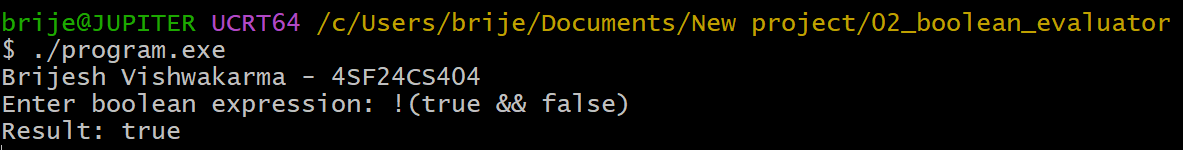 brije@JUPITER UCRT64 /c/Users/brije/Documents/New project/02_boolean_evaluator
$ ./program.exe
Brijesh Vishwakarma - 4SF24CS404
Enter boolean expression: !(true && false)
Result: true